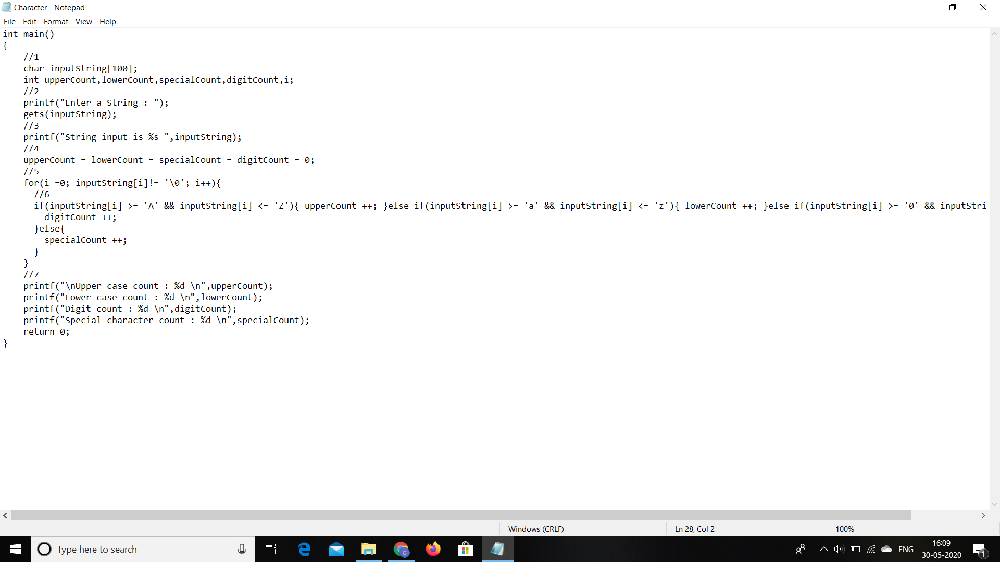 Character - Notepad
File Edit Format View Help
int main()
{
    //1
    char inputString[100];
    int upperCount,lowerCount,specialCount,digitCount,i;
    //2
    printf("Enter a String : ");
    gets(inputString);
    //3
    printf("String input is %s ",inputString);
    //4
    upperCount = lowerCount = specialCount = digitCount = 0;
    //5
    for(i =0; inputString[i]!= '\0'; i++){
      //6
      if(inputString[i] >= 'A' && inputString[i] <= 'Z'){ upperCount ++; }else if(inputString[i] >= 'a' && inputString[i] <= 'z'){ lowerCount ++; }else if(inputString[i] >= '0' && inputStri
        digitCount ++;
      }else{
        specialCount ++;
      }
    }
    //7
    printf("\nUpper case count : %d \n",upperCount);
    printf("Lower case count : %d \n",lowerCount);
    printf("Digit count : %d \n",digitCount);
    printf("Special character count : %d \n",specialCount);
    return 0;
}
Windows (CRLF) Ln 28, Col 2 100%
Type here to search
C
ENG
16:09
30-05-2020
1